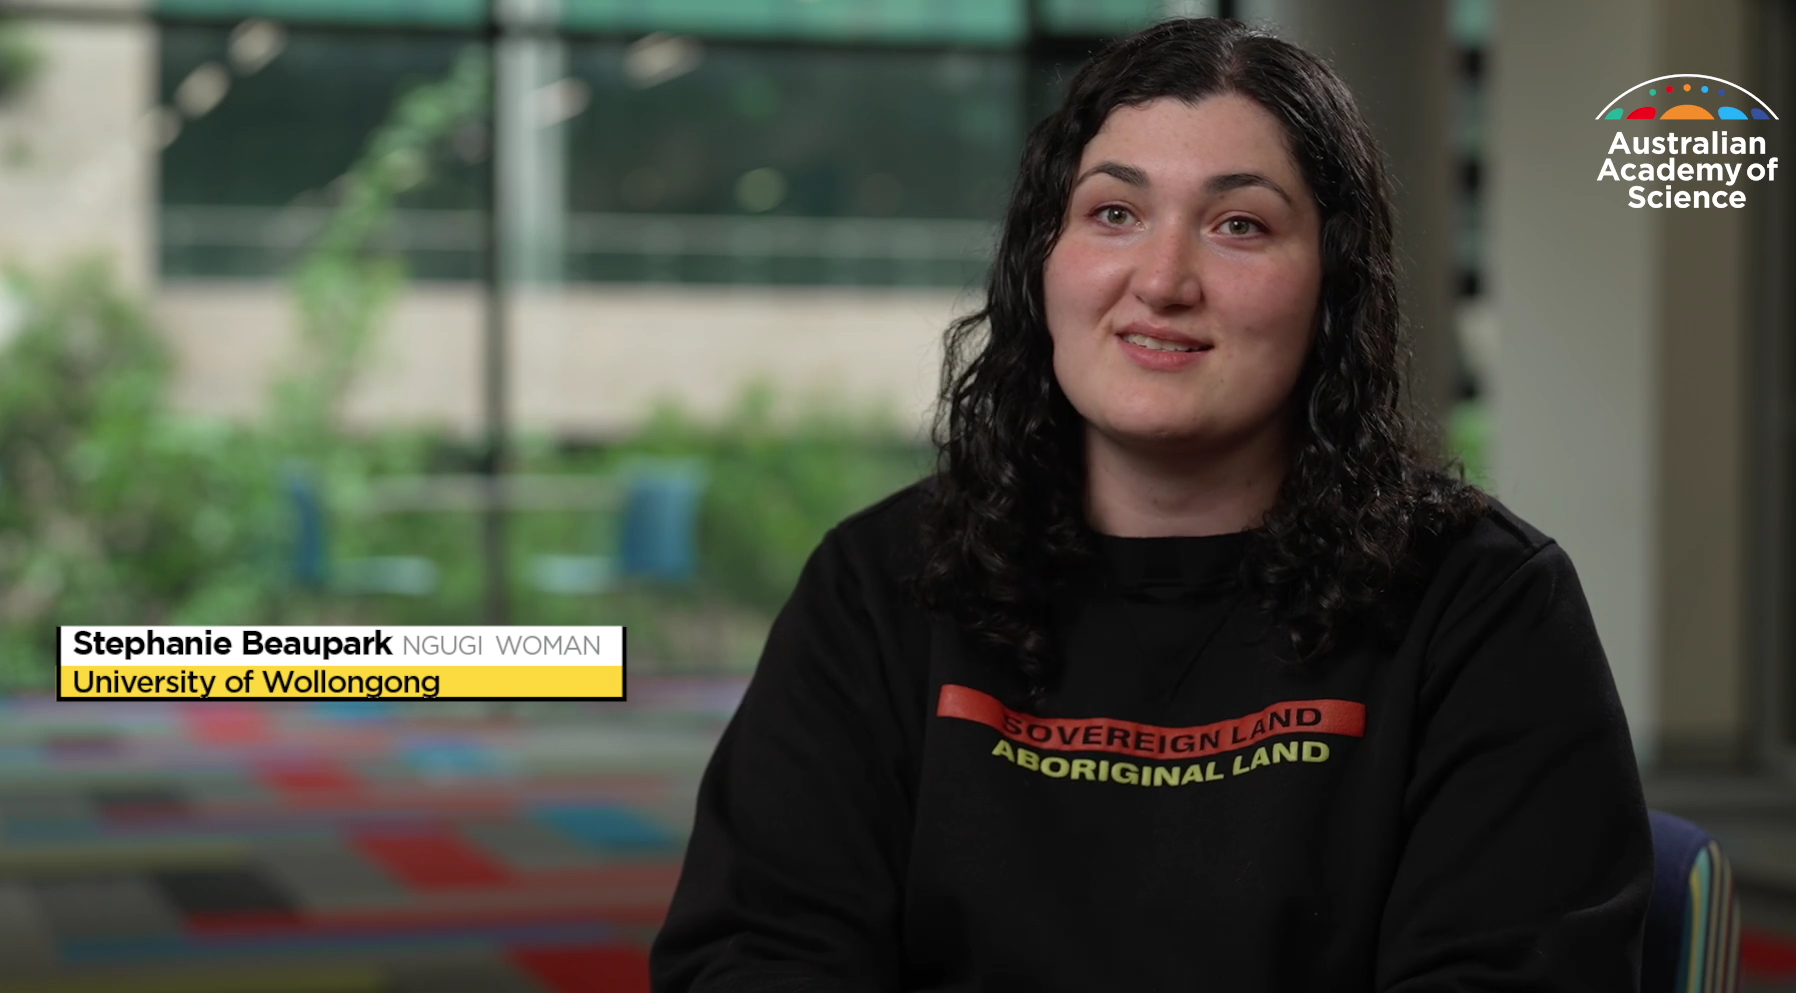 Australian
Academy of
Science
Stephanie Beaupark NGUGI WOMAN
University of Wollongong
SOVEREIGN LAND
ABORIGINAL LAND